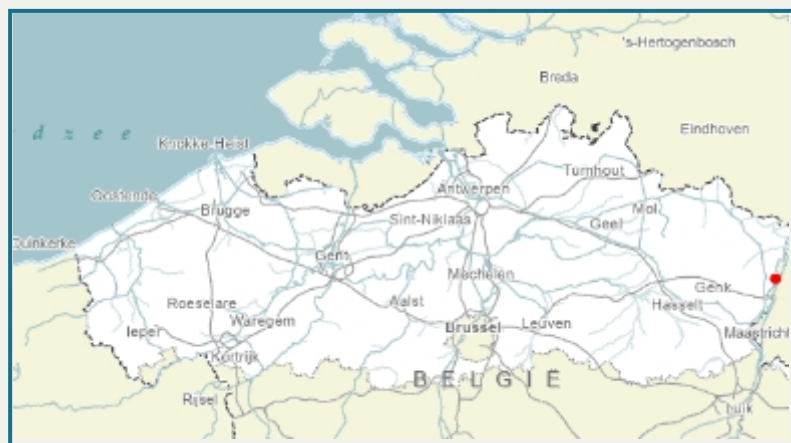 's-Hertogenbosch
Breda
d z e e
Eindhoven
Knokke-Heist
Turnhout
Antwerpen
Oostende
Mol
Brugge
Sint-Niklaas
Geel
Duinkerke
Gent
Mechelen
Genk
Roeselare
Aalst
Hasselt
Ieper
Waregem
Brussel
Leuven
Maastricht
Kortrijk
BELGIË
Rijsel
Luik